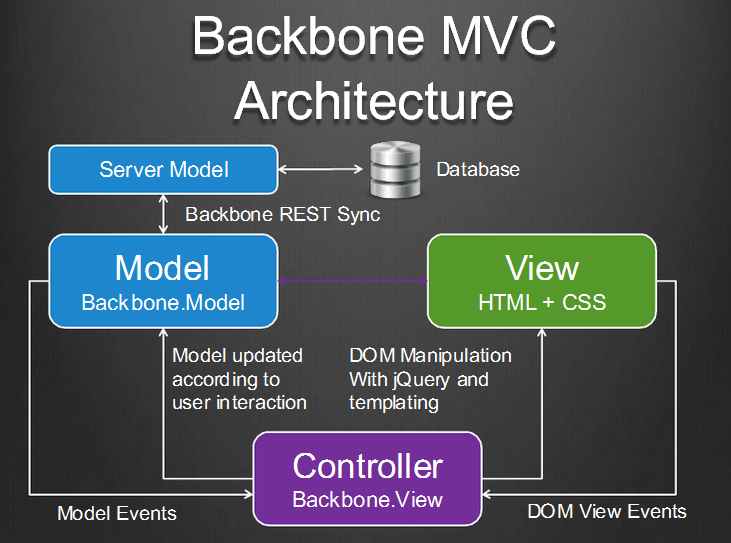 Backbone MVC
Architecture
Server Model
Database
Backbone REST Sync
Model
Backbone.Model
View
HTML + CSS
Model updated
according to
user interaction
DOM Manipulation
With jQuery and
templating
Controller
Backbone.View
Model Events
DOM View Events